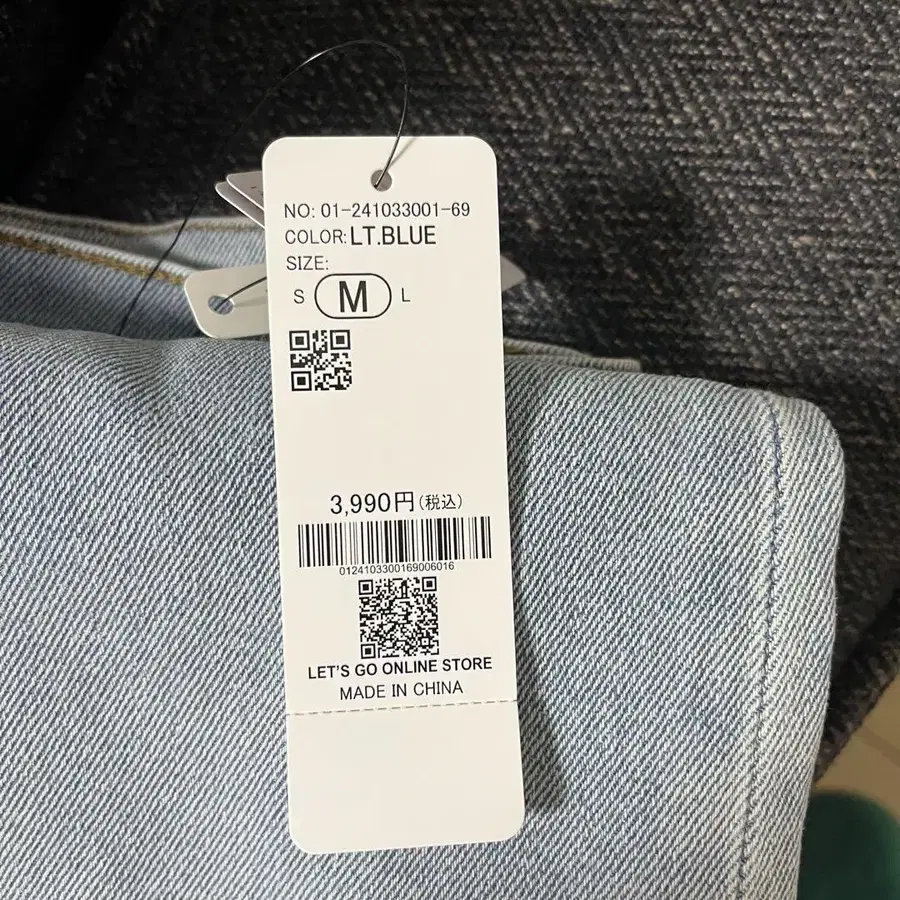 NO: 01-241033001-69
COLOR:LT.BLUE
SIZE:
S M L
3,990円(税込)
0124103300169006016
LET'S GO ONLINE STORE
MADE IN CHINA